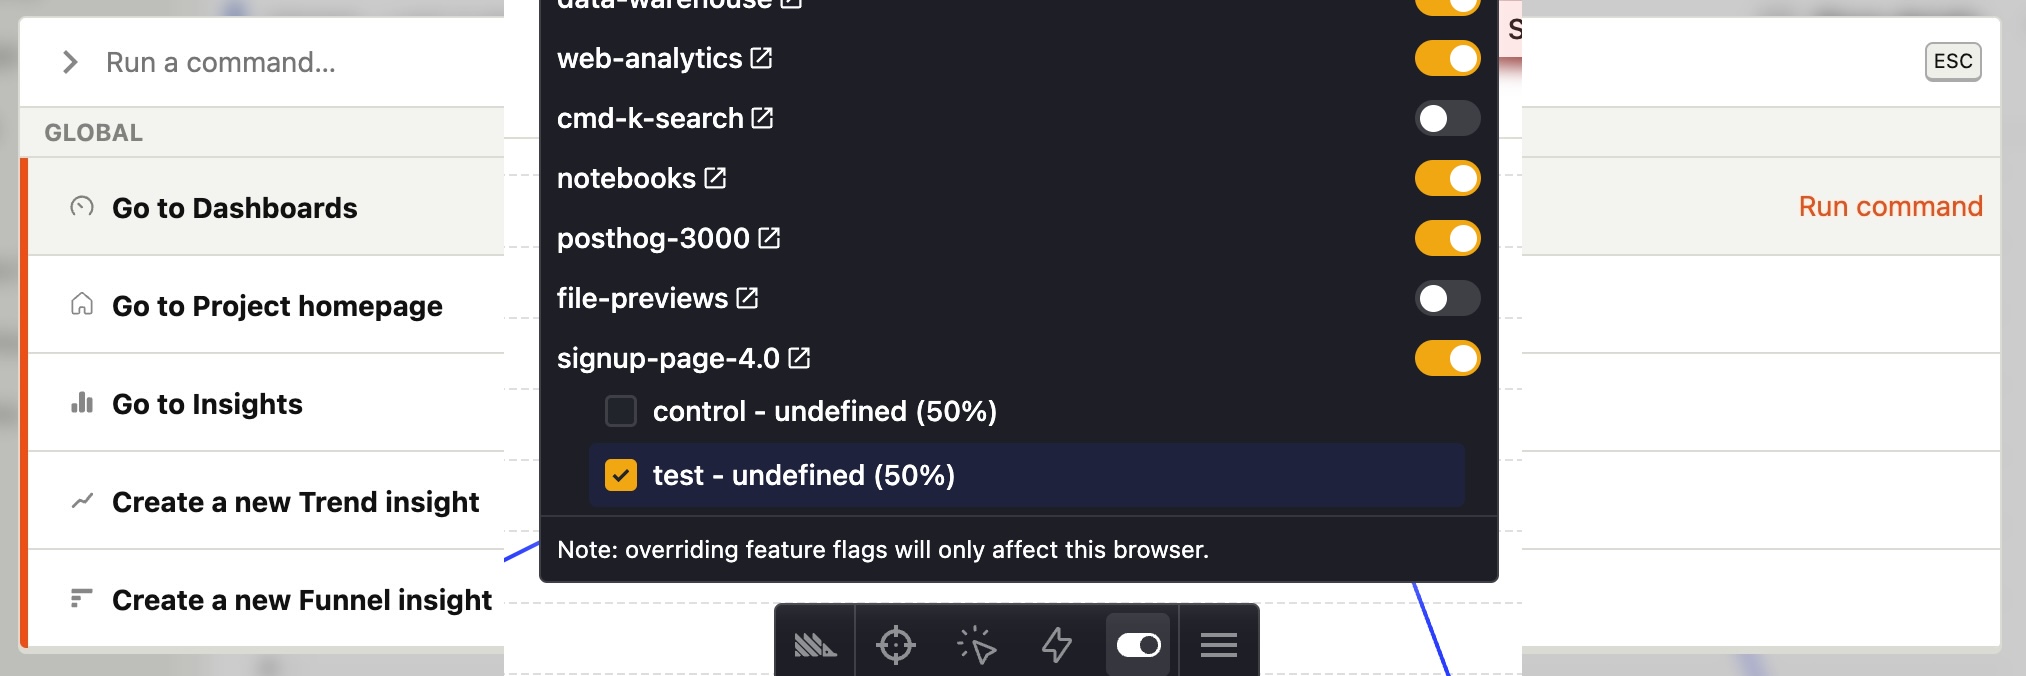 Run a command...
GLOBAL
Go to Dashboards
Go to Project homepage
Go to Insights
Create a new Trend insight
Create a new Funnel insight
data-warehouse
web-analytics
cmd-k-search
notebooks
posthog-3000
file-previews
signup-page-4.0
control - undefined (50%)
test - undefined (50%)
Note: overriding feature flags will only affect this browser.
S
ESC
Run command